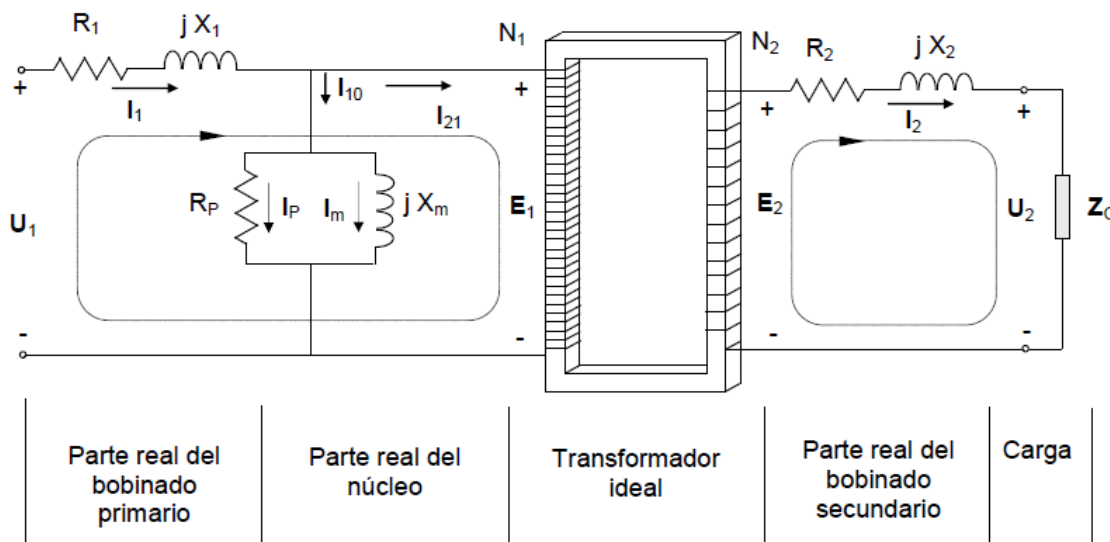 R1
j X1
N1
N2
R2
j X2
+
I1
I10
I21
+
+
I2
+
U1
RP
IP
Im
j Xm
E1
E2
U2
ZC
-
-
-
-
Parte real del
bobinado
primario
Parte real del
núcleo
Transformador
ideal
Parte real del
bobinado
secundario
Carga